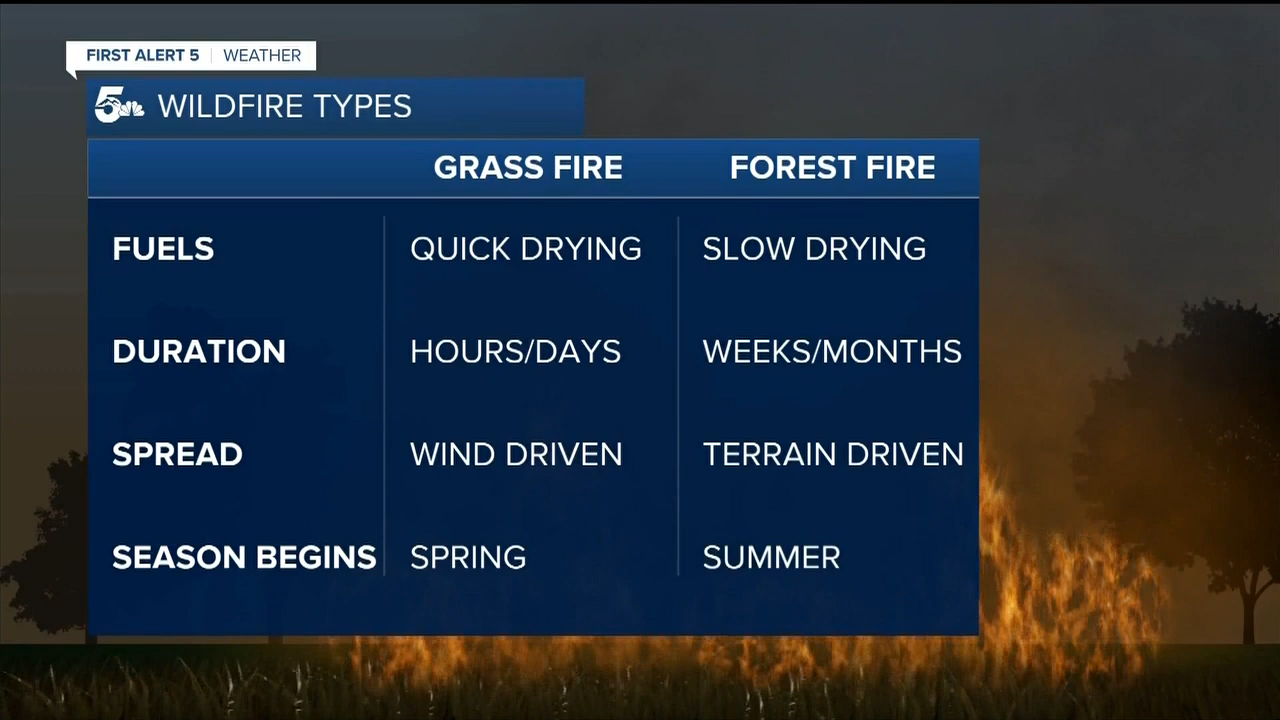 FIRST ALERT 5 | WEATHER
5 WILDFIRE TYPES
GRASS FIRE FOREST FIRE
FUELS QUICK DRYING SLOW DRYING
DURATION HOURS/DAYS WEEKS/MONTHS
SPREAD WIND DRIVEN TERRAIN DRIVEN
SEASON BEGINS SPRING SUMMER